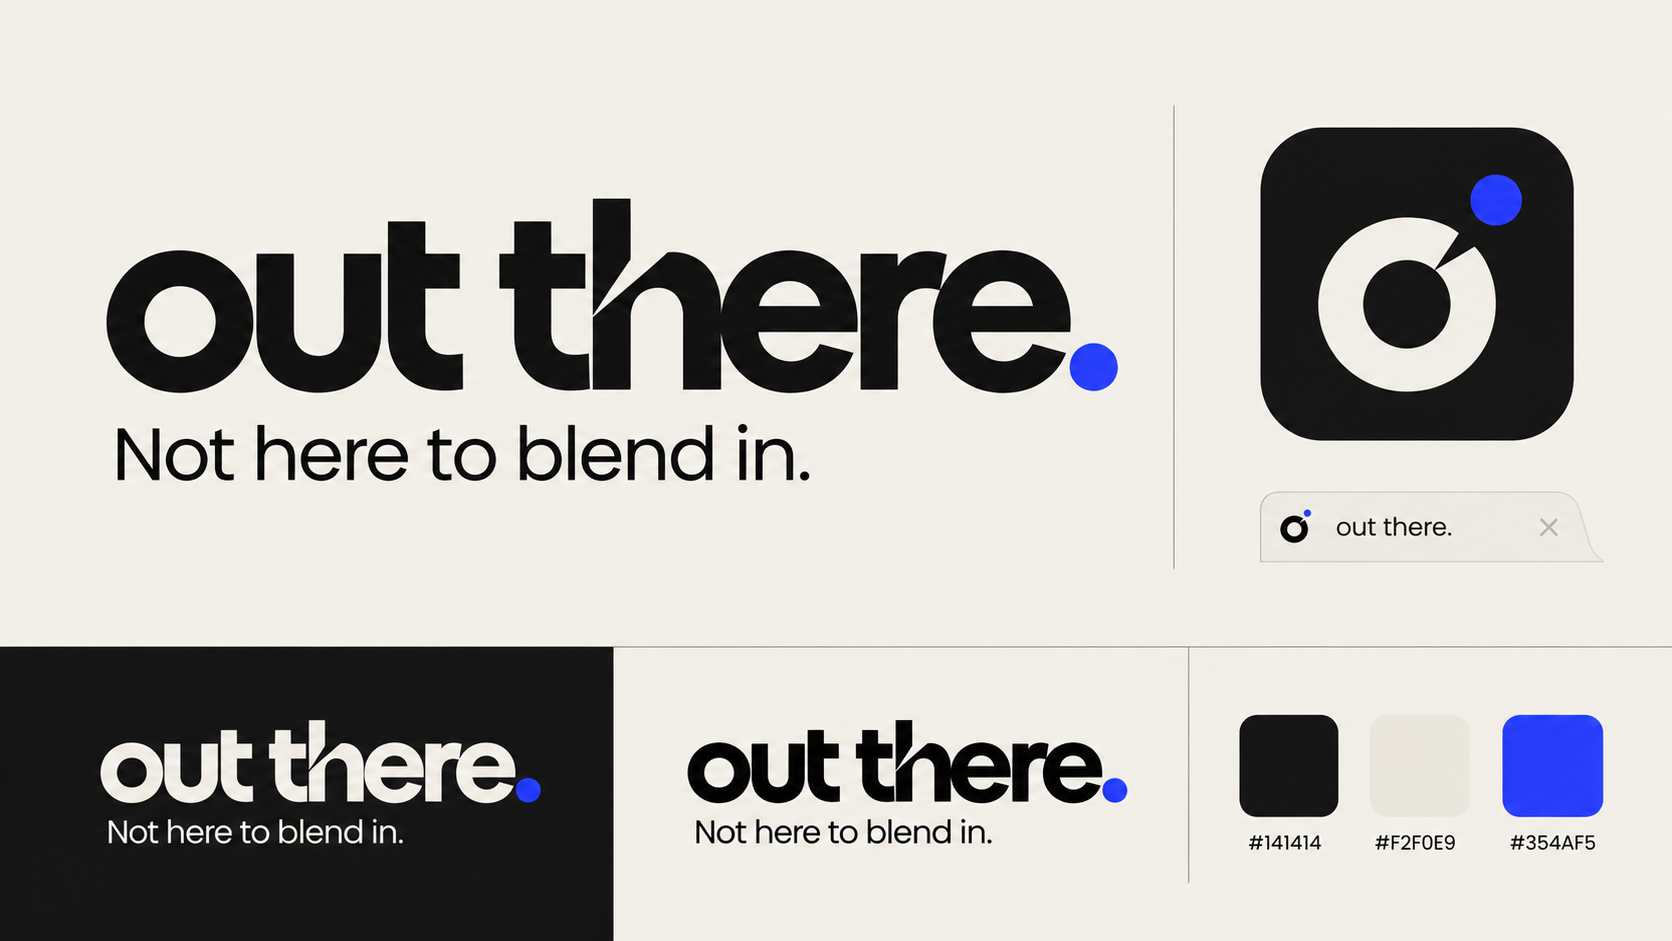 out there.
Not here to blend in.
out there.
out there.
Not here to blend in.
out there.
Not here to blend in.
#141414
#F2F0E9
#354AF5